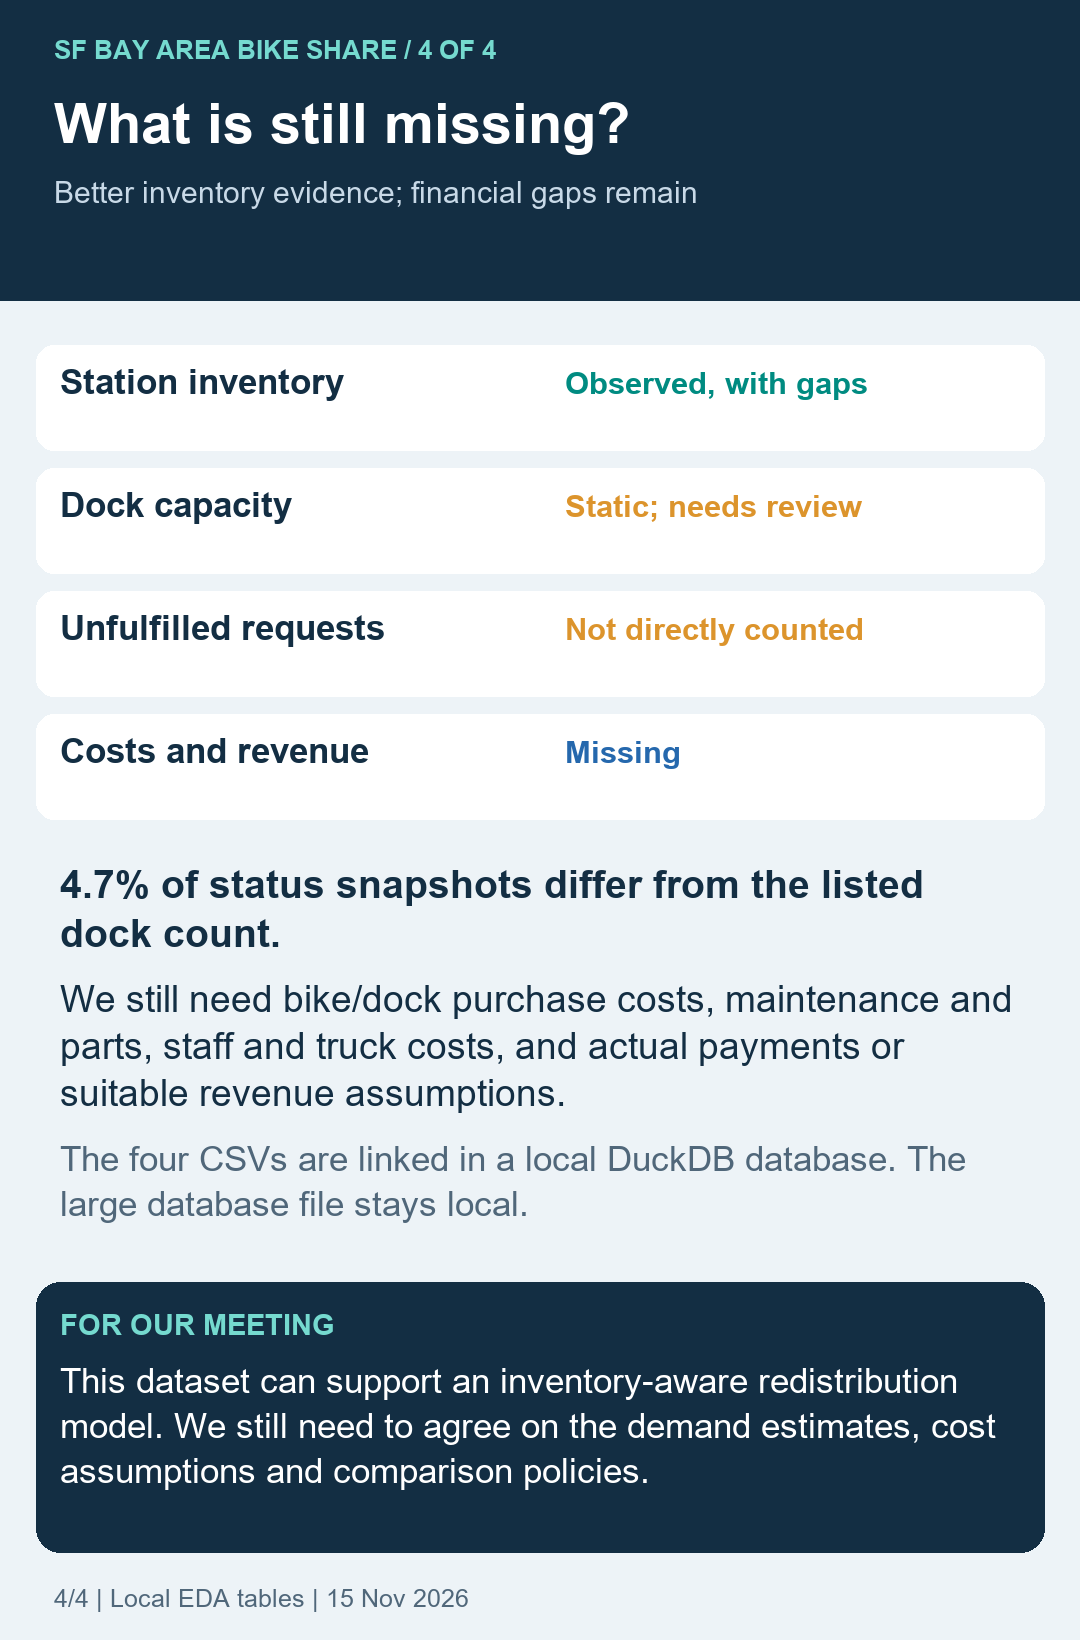 SF BAY AREA BIKE SHARE / 4 OF 4
What is still missing?
Better inventory evidence; financial gaps remain
Station inventory
Observed, with gaps
Dock capacity
Static; needs review
Unfulfilled requests
Not directly counted
Costs and revenue
Missing
4.7% of status snapshots differ from the listed
dock count.
We still need bike/dock purchase costs, maintenance and
parts, staff and truck costs, and actual payments or
suitable revenue assumptions.
The four CSVs are linked in a local DuckDB database. The
large database file stays local.
FOR OUR MEETING
This dataset can support an inventory-aware redistribution
model. We still need to agree on the demand estimates, cost
assumptions and comparison policies.
4/4 | Local EDA tables | 15 Nov 2026